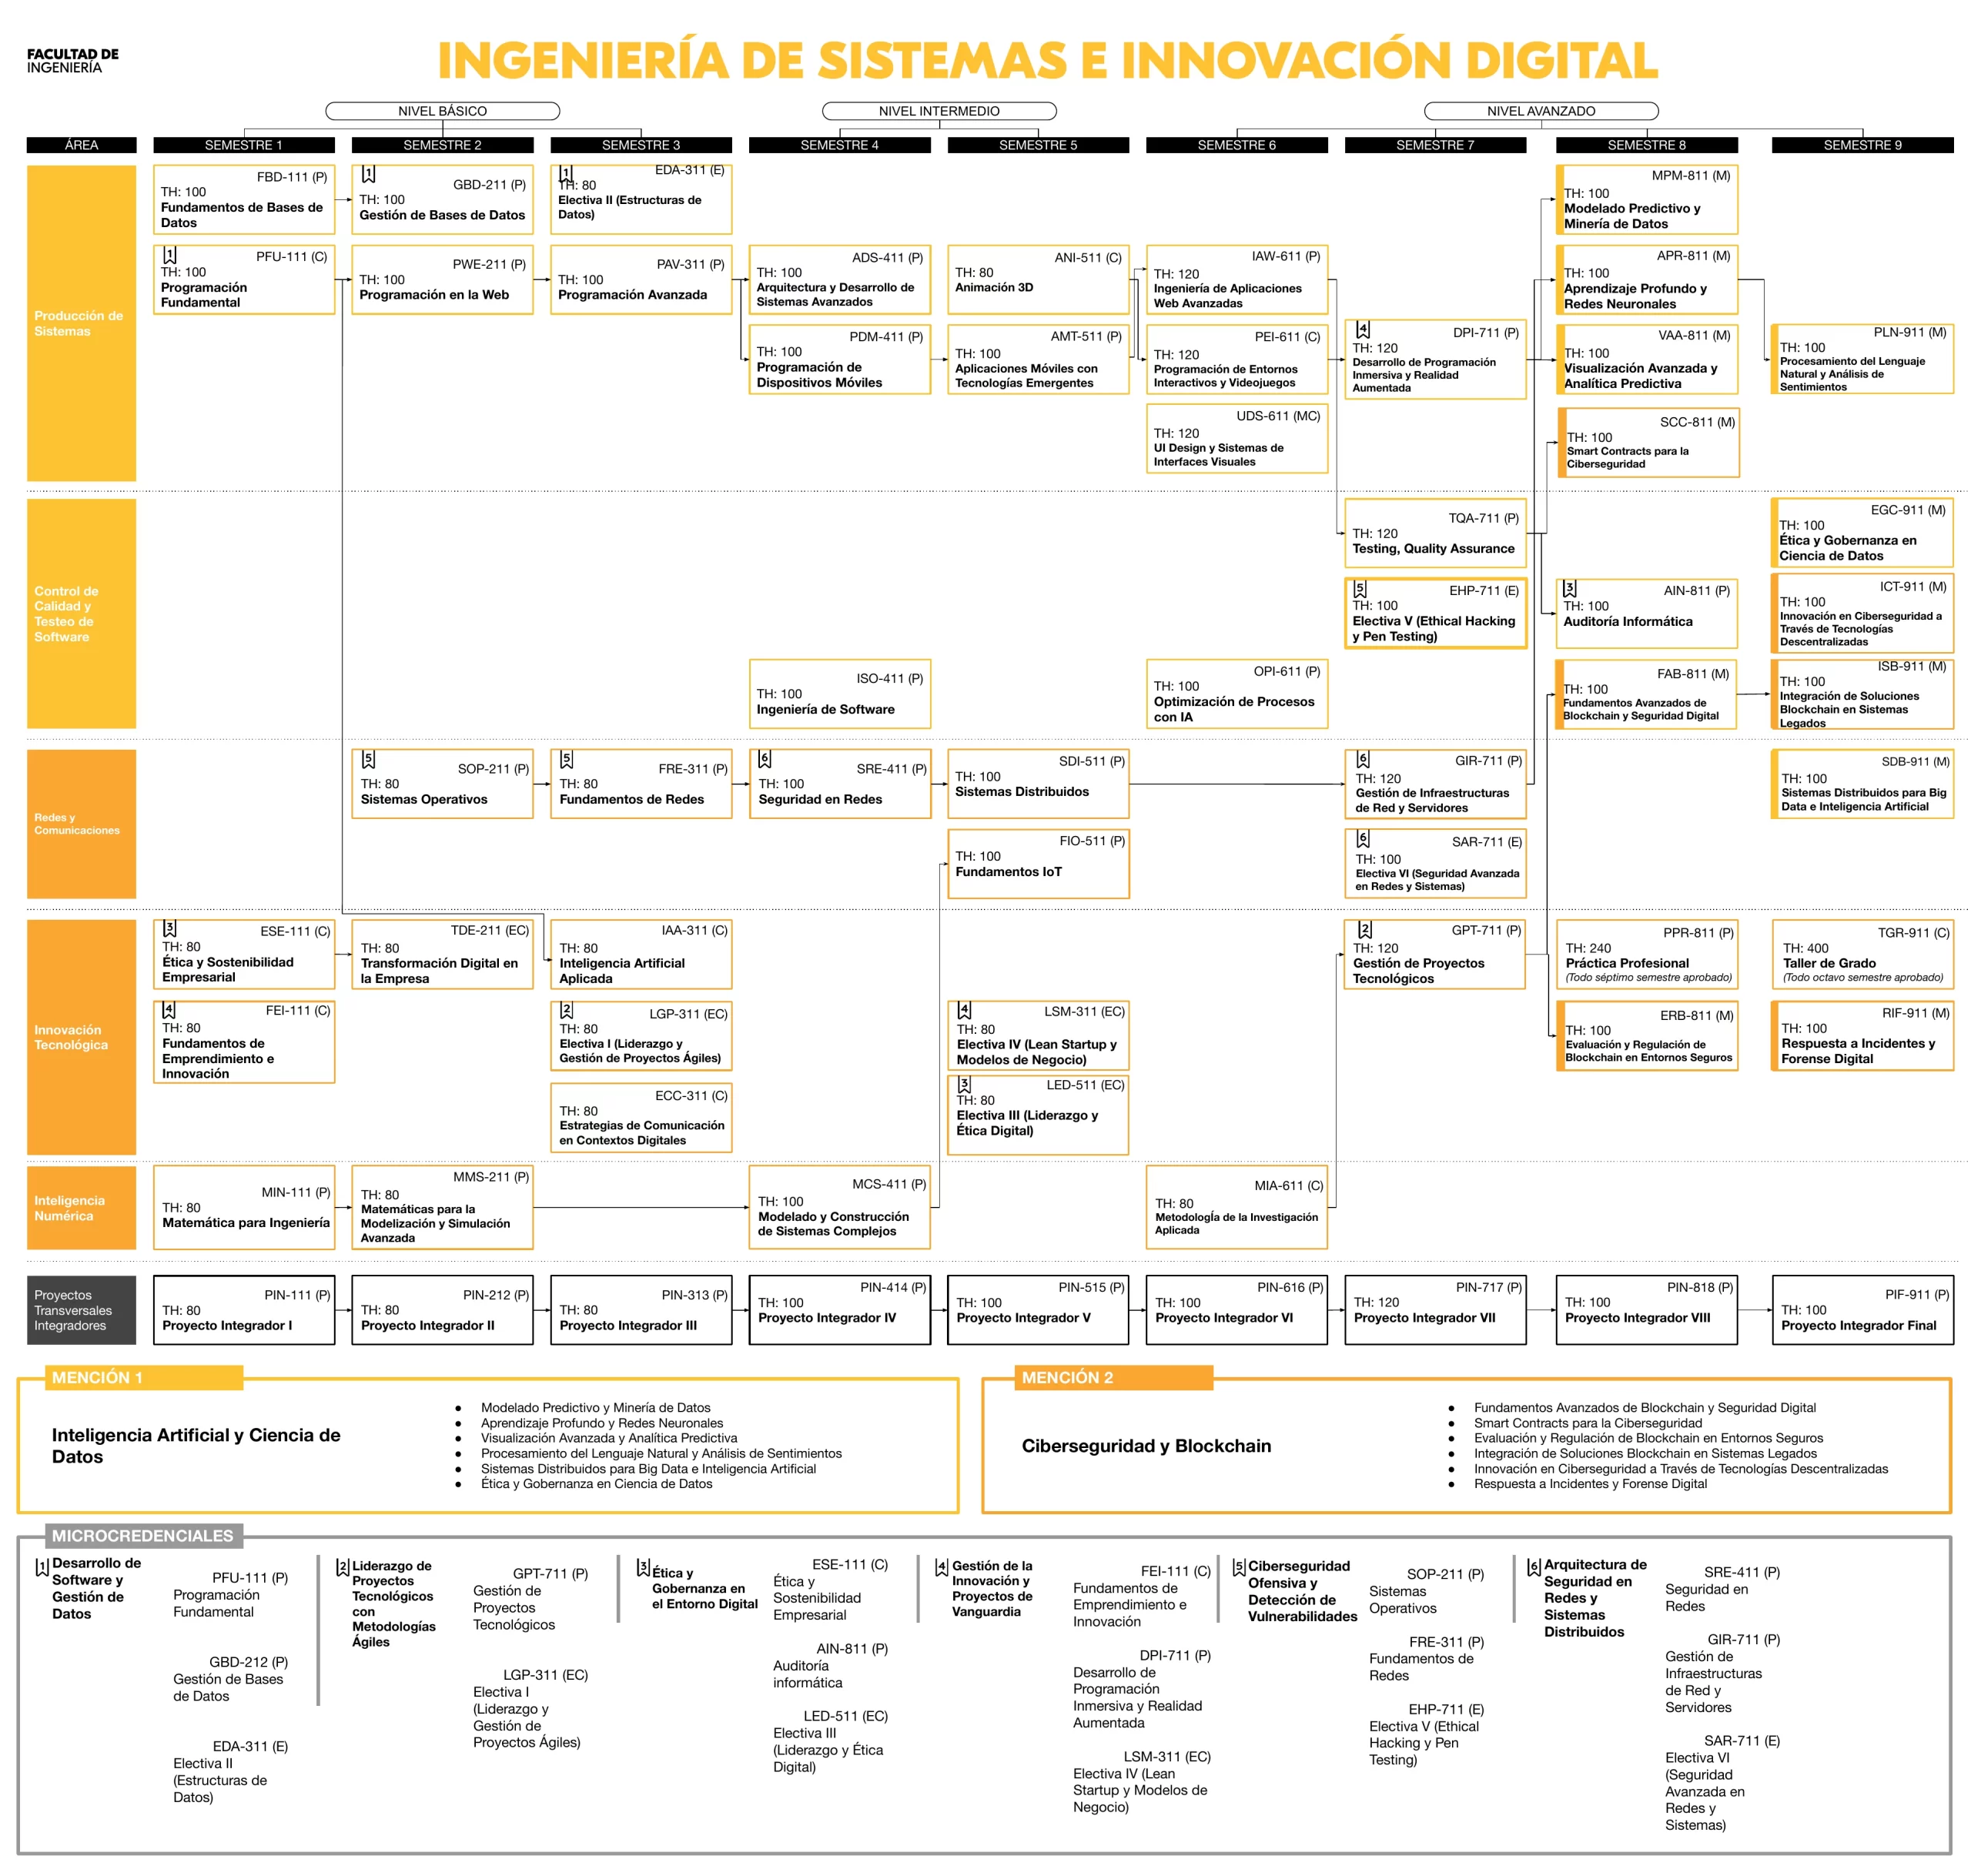 FACULTAD DE
INGENIERÍA
INGENIERÍA DE SISTEMAS E INNOVACIÓN DIGITAL
NIVEL BÁSICO
NIVEL INTERMEDIO
NIVEL AVANZADO
ÁREA
SEMESTRE 1
SEMESTRE 2
SEMESTRE 3
SEMESTRE 4
SEMESTRE 5
SEMESTRE 6
SEMESTRE 7
SEMESTRE 8
SEMESTRE 9
Producción de
Sistemas
FBD-111 (P)
TH: 100
Fundamentos de Bases de
Datos
1
GBD-211 (P)
TH: 100
Gestión de Bases de Datos
1
EDA-311 (E)
TH: 80
Electiva II (Estructuras de
Datos)
MPM-811 (M)
TH: 100
Modelado Predictivo y
Minería de Datos
1
PFU-111 (C)
TH: 100
Programación
Fundamental
PWE-211 (P)
TH: 100
Programación en la Web
PAV-311 (P)
TH: 100
Programación Avanzada
ADS-411 (P)
TH: 100
Arquitectura y Desarrollo de
Sistemas Avanzados
ANI-511 (C)
TH: 80
Animación 3D
IAW-611 (P)
TH: 120
Ingeniería de Aplicaciones
Web Avanzadas
APR-811 (M)
TH: 100
Aprendizaje Profundo y
Redes Neuronales
PDM-411 (P)
TH: 100
Programación de
Dispositivos Móviles
AMT-511 (P)
TH: 100
Aplicaciones Móviles con
Tecnologías Emergentes
PEI-611 (C)
TH: 120
Programación de Entornos
Interactivos y Videojuegos
4
DPI-711 (P)
TH: 120
Desarrollo de Programación
Inmersiva y Realidad
Aumentada
VAA-811 (M)
TH: 100
Visualización Avanzada y
Analítica Predictiva
PLN-911 (M)
TH: 100
Procesamiento del Lenguaje
Natural y Análisis de
Sentimientos
UDS-611 (MC)
TH: 120
UI Design y Sistemas de
Interfaces Visuales
SCC-811 (M)
TH: 100
Smart Contracts para la
Ciberseguridad
Control de
Calidad y
Testeo de
Software
TQA-711 (P)
TH: 120
Testing, Quality Assurance
EGC-911 (M)
TH: 100
Ética y Gobernanza en
Ciencia de Datos
5
EHP-711 (E)
TH: 100
Electiva V (Ethical Hacking
y Pen Testing)
3
AIN-811 (P)
TH: 100
Auditoría Informática
ICT-911 (M)
TH: 100
Innovación en Ciberseguridad a
Través de Tecnologías
Descentralizadas
ISO-411 (P)
TH: 100
Ingeniería de Software
OPI-611 (P)
TH: 100
Optimización de Procesos
con IA
FAB-811 (M)
TH: 100
Fundamentos Avanzados de
Blockchain y Seguridad Digital
ISB-911 (M)
TH: 100
Integración de Soluciones
Blockchain en Sistemas
Legados
Redes y
Comunicaciones
5
SOP-211 (P)
TH: 80
Sistemas Operativos
5
FRE-311 (P)
TH: 80
Fundamentos de Redes
6
SRE-411 (P)
TH: 100
Seguridad en Redes
SDI-511 (P)
TH: 100
Sistemas Distribuidos
6
GIR-711 (P)
TH: 120
Gestión de Infraestructuras
de Red y Servidores
SDB-911 (M)
TH: 100
Sistemas Distribuidos para Big
Data e Inteligencia Artificial
FIO-511 (P)
TH: 100
Fundamentos IoT
6
SAR-711 (E)
TH: 100
Electiva VI (Seguridad Avanzada
en Redes y Sistemas)
Innovación
Tecnológica
3
ESE-111 (C)
TH: 80
Ética y Sostenibilidad
Empresarial
TDE-211 (EC)
TH: 80
Transformación Digital en
la Empresa
IAA-311 (C)
TH: 80
Inteligencia Artificial
Aplicada
2
GPT-711 (P)
TH: 120
Gestión de Proyectos
Tecnológicos
PPR-811 (P)
TH: 240
Práctica Profesional
(Todo séptimo semestre aprobado)
TGR-911 (C)
TH: 400
Taller de Grado
(Todo octavo semestre aprobado)
4
FEI-111 (C)
TH: 80
Fundamentos de
Emprendimiento e
Innovación
2
LGP-311 (EC)
TH: 80
Electiva I (Liderazgo y
Gestión de Proyectos Ágiles)
4
LSM-311 (EC)
TH: 80
Electiva IV (Lean Startup y
Modelos de Negocio)
ERB-811 (M)
TH: 100
Evaluación y Regulación de
Blockchain en Entornos Seguros
RIF-911 (M)
TH: 100
Respuesta a Incidentes y
Forense Digital
ECC-311 (C)
TH: 80
Estrategias de Comunicación
en Contextos Digitales
3
LED-511 (EC)
TH: 80
Electiva III (Liderazgo y
Ética Digital)
Inteligencia
Numérica
MIN-111 (P)
TH: 80
Matemática para Ingeniería
MMS-211 (P)
TH: 80
Matemáticas para la
Modelización y Simulación
Avanzada
MCS-411 (P)
TH: 100
Modelado y Construcción
de Sistemas Complejos
MIA-611 (C)
TH: 80
Metodología de la Investigación
Aplicada
Proyectos
Transversales
Integradores
PIN-111 (P)
TH: 80
Proyecto Integrador I
PIN-212 (P)
TH: 80
Proyecto Integrador II
PIN-313 (P)
TH: 80
Proyecto Integrador III
PIN-414 (P)
TH: 100
Proyecto Integrador IV
PIN-515 (P)
TH: 100
Proyecto Integrador V
PIN-616 (P)
TH: 100
Proyecto Integrador VI
PIN-717 (P)
TH: 120
Proyecto Integrador VII
PIN-818 (P)
TH: 100
Proyecto Integrador VIII
PIF-911 (P)
TH: 100
Proyecto Integrador Final
MENCIÓN 1
Inteligencia Artificial y Ciencia de
Datos
● Modelado Predictivo y Minería de Datos
● Aprendizaje Profundo y Redes Neuronales
● Visualización Avanzada y Analítica Predictiva
● Procesamiento del Lenguaje Natural y Análisis de Sentimientos
● Sistemas Distribuidos para Big Data e Inteligencia Artificial
● Ética y Gobernanza en Ciencia de Datos
MENCIÓN 2
Ciberseguridad y Blockchain
● Fundamentos Avanzados de Blockchain y Seguridad Digital
● Smart Contracts para la Ciberseguridad
● Evaluación y Regulación de Blockchain en Entornos Seguros
● Integración de Soluciones Blockchain en Sistemas Legados
● Innovación en Ciberseguridad a Través de Tecnologías Descentralizadas
● Respuesta a Incidentes y Forense Digital
MICROCREDENCIALES
1
Desarrollo de
Software y
Gestión de
Datos
PFU-111 (P)
Programación
Fundamental
GBD-212 (P)
Gestión de Bases
de Datos
EDA-311 (E)
Electiva II
(Estructuras de
Datos)
2
Liderazgo de
Proyectos
Tecnológicos
con
Metodologías
Ágiles
GPT-711 (P)
Gestión de
Proyectos
Tecnológicos
LGP-311 (EC)
Electiva I
(Liderazgo y
Gestión de
Proyectos Ágiles)
3
Ética y
Gobernanza en
el Entorno Digital
ESE-111 (C)
Ética y
Sostenibilidad
Empresarial
AIN-811 (P)
Auditoría
informática
LED-511 (EC)
Electiva III
(Liderazgo y Ética
Digital)
4
Gestión de la
Innovación y
Proyectos de
Vanguardia
FEI-111 (C)
Fundamentos de
Emprendimiento e
Innovación
DPI-711 (P)
Desarrollo de
Programación
Inmersiva y Realidad
Aumentada
LSM-311 (EC)
Electiva IV (Lean
Startup y Modelos de
Negocio)
5
Ciberseguridad
Ofensiva y
Detección de
Vulnerabilidades
SOP-211 (P)
Sistemas
Operativos
FRE-311 (P)
Fundamentos de
Redes
EHP-711 (E)
Electiva V (Ethical
Hacking y Pen
Testing)
6
Arquitectura de
Seguridad en
Redes y
Sistemas
Distribuidos
SRE-411 (P)
Seguridad en
Redes
GIR-711 (P)
Gestión de
Infraestructuras
de Red y
Servidores
SAR-711 (E)
Electiva VI
(Seguridad
Avanzada en
Redes y
Sistemas)